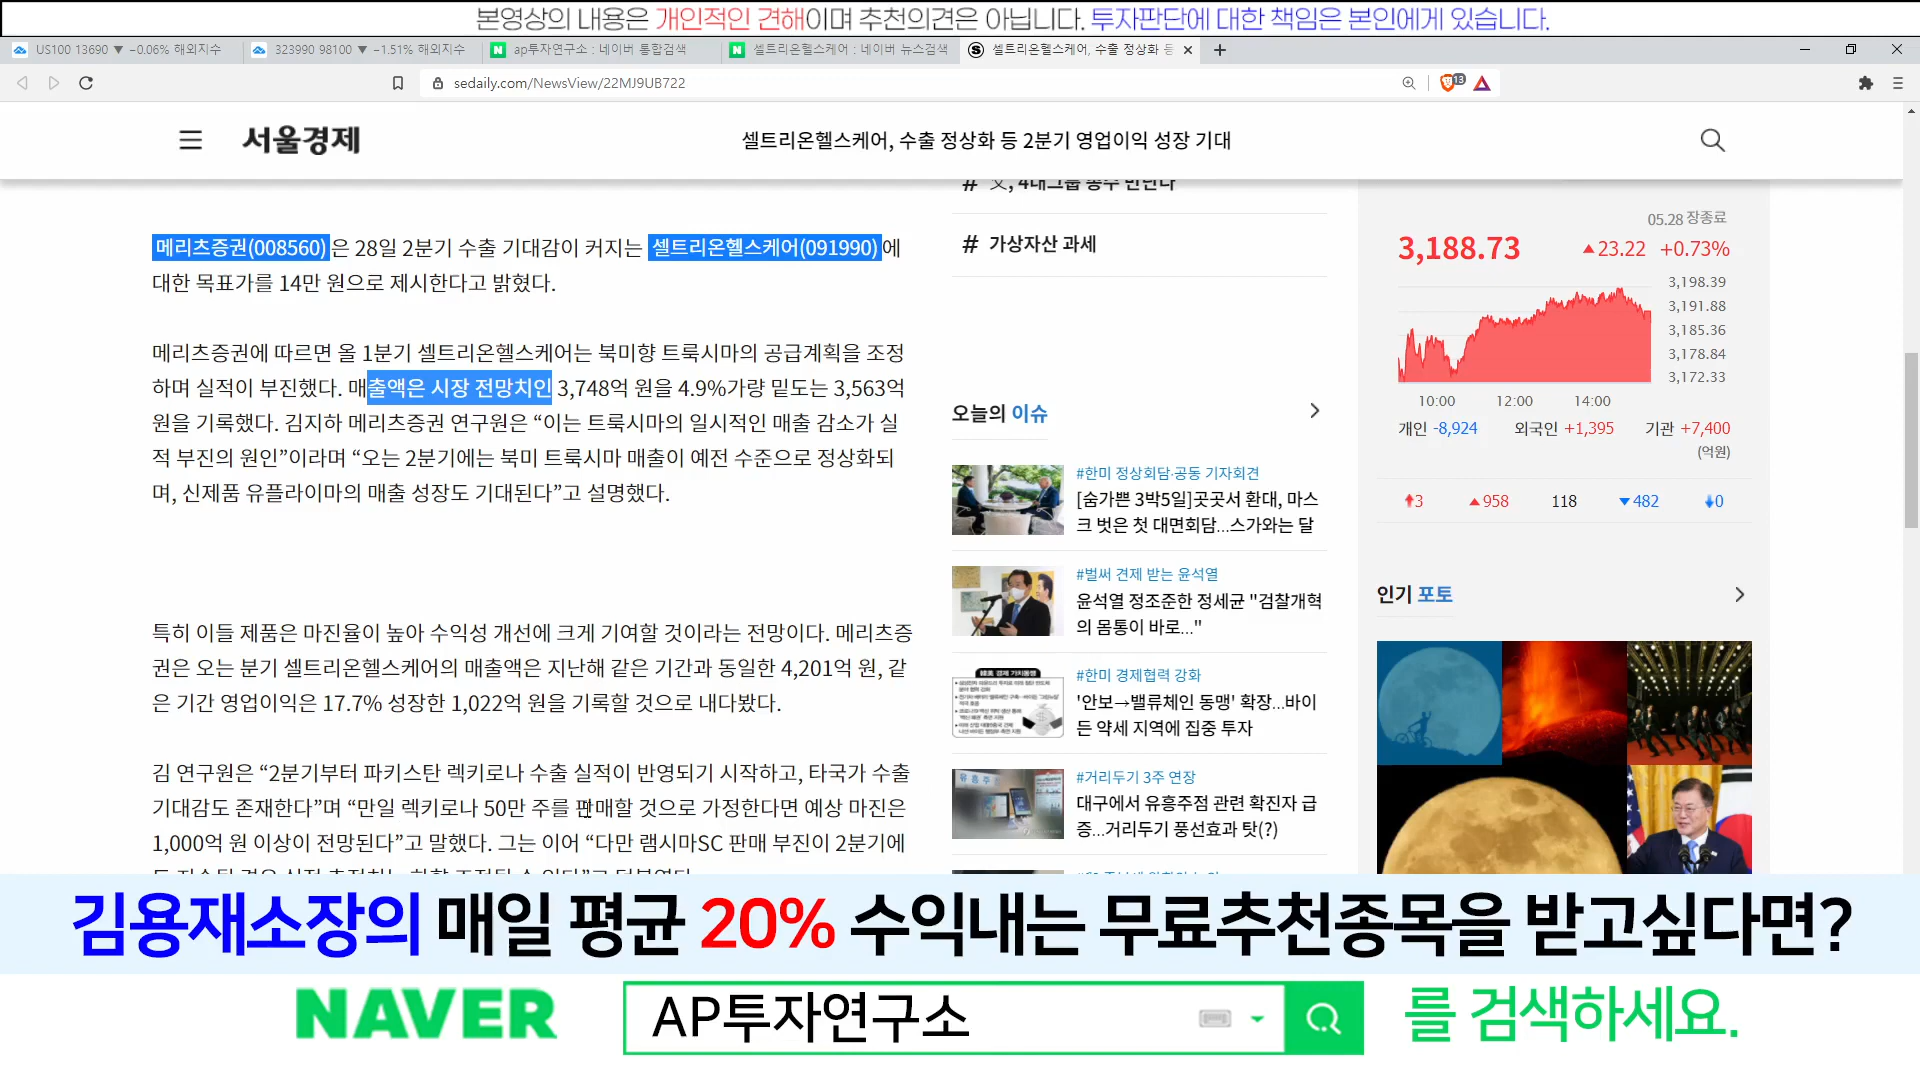 본영상의 내용은 개인적인 견해이며 추천의견은 아닙니다. 투자판단에 대한 책임은 본인에게 있습니다.
US100 13690 ▼ -0.06% 해외지수
323990 98100 ▼ -1.51% 해외지수
ap투자연구소 : 네이버 통합검색
셀트리온헬스케어 : 네이버 뉴스검색
셀트리온헬스케어, 수출 정상화 등
sedaily.com/NewsView/22MJ9UB722
13
서울경제
셀트리온헬스케어, 수출 정상화 등 2분기 영업이익 성장 기대
메리츠증권(008560)은 28일 2분기 수출 기대감이 커지는 셀트리온헬스케어(091990)에
대한 목표가를 14만 원으로 제시한다고 밝혔다.
메리츠증권에 따르면 올 1분기 셀트리온헬스케어는 북미향 트룩시마의 공급계획을 조정
하며 실적이 부진했다. 매출액은 시장 전망치인 3,748억 원을 4.9%가량 밑도는 3,563억
원을 기록했다. 김지하 메리츠증권 연구원은 “이는 트룩시마의 일시적인 매출 감소가 실
적 부진의 원인”이라며 “오는 2분기에는 북미 트룩시마 매출이 예전 수준으로 정상화되
며, 신제품 유플라이마의 매출 성장도 기대된다”고 설명했다.
특히 이들 제품은 마진율이 높아 수익성 개선에 크게 기여할 것이라는 전망이다. 메리츠증
권은 오는 분기 셀트리온헬스케어의 매출액은 지난해 같은 기간과 동일한 4,201억 원, 같
은 기간 영업이익은 17.7% 성장한 1,022억 원을 기록할 것으로 내다봤다.
김 연구원은 “2분기부터 파키스탄 렉키로나 수출 실적이 반영되기 시작하고, 타국가 수출
기대감도 존재한다”며 “만일 렉키로나 50만 주를 판매할 것으로 가정한다면 예상 마진은
1,000억 원 이상이 전망된다”고 말했다. 그는 이어 “다만 램시마SC 판매 부진이 2분기에
# 文, 4대그룹 총수 만난다
# 가상자산 과세
오늘의 이슈
#한미 정상회담·공동 기자회견
[숨가쁜 3박5일]곳곳서 환대, 마스
크 벗은 첫 대면회담...스가와는 달
#벌써 견제 받는 윤석열
윤석열 정조준한 정세균 "검찰개혁
의 몸통이 바로..."
#한미 경제협력 강화
'안보→밸류체인 동맹' 확장...바이
든 약세 지역에 집중 투자
#거리두기 3주 연장
대구에서 유흥주점 관련 확진자 급
증...거리두기 풍선효과 탓(?)
05.28 장종료
3,188.73 ▲23.22 +0.73%
3,198.39
3,191.88
3,185.36
3,178.84
3,172.33
10:00 12:00 14:00
개인 -8,924 외국인 +1,395 기관 +7,400
(억원)
3 ▲958 118 ▼482 0
인기 포토
김용재소장의 매일 평균 20% 수익내는 무료추천종목을 받고싶다면?
NAVER AP투자연구소 를 검색하세요.